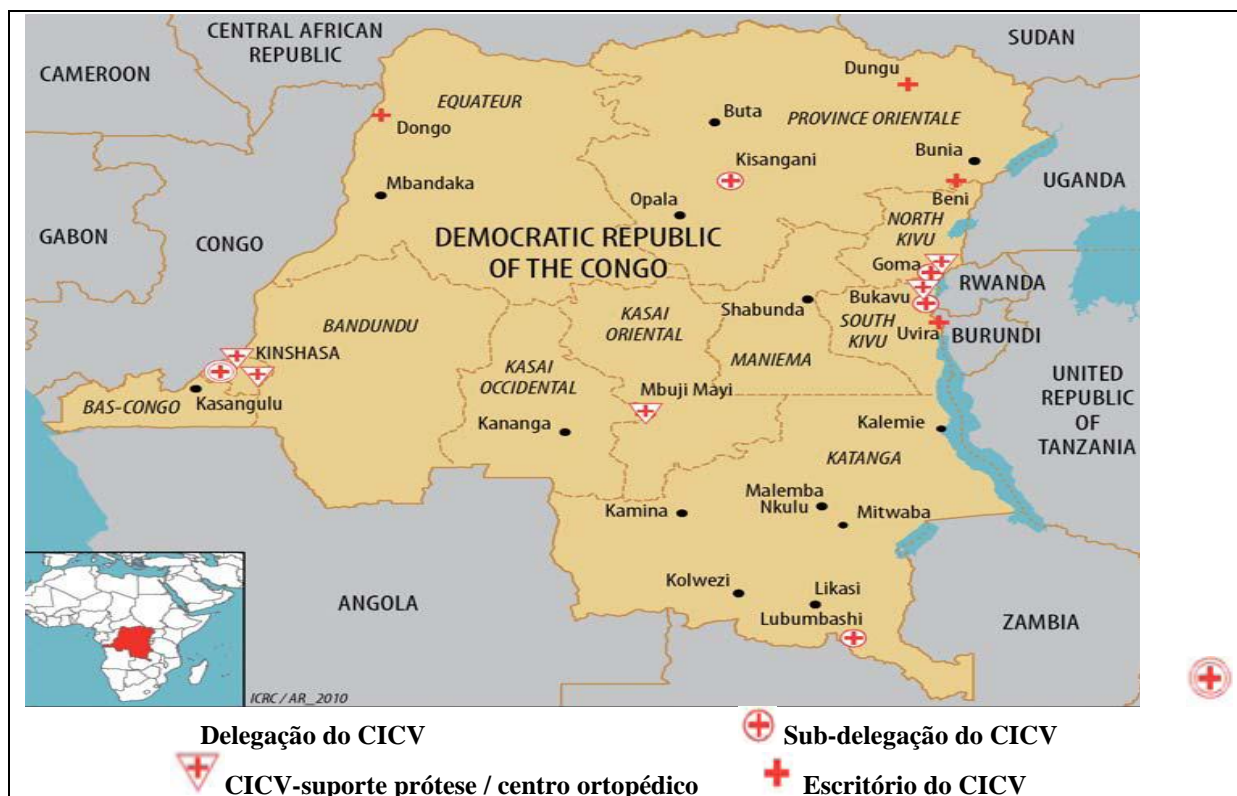 CENTRAL AFRICAN
REPUBLIC
SUDAN
CAMEROON
Dungu
EQUATEUR
Buta
PROVINCE ORIENTALE
Dongo
Bunia
Kisangani
UGANDA
Mbandaka
Beni
Opala
NORTH
KIVU
GABON
CONGO
DEMOCRATIC REPUBLIC
OF THE CONGO
Goma
RWANDA
Bukavu
Shabunda
KASAI
ORIENTAL
SOUTH
KIVU
BANDUNDU
Uvira
BURUNDI
KINSHASA
MANIEMA
KASAI
OCCIDENTAL
UNITED
REPUBLIC
OF
TANZANIA
Mbuji Mayi
BAS-CONGO
Kasangulu
Kananga
Kalemie
KATANGA
Malemba
Nkulu
Kamina
Mitwaba
Kolwezi
Likasi
ANGOLA
Lubumbashi
ZAMBIA
ICRC / AR_2010
Delegação do CICV
Sub-delegação do CICV
CICV-suporte prótese / centro ortopédico
Escritório do CICV